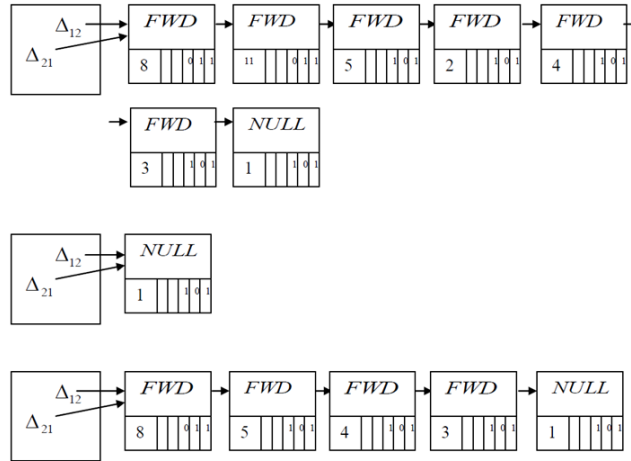 Δ12 FWD FWD FWD FWD FWD
Δ21 8 0 1 1 11 0 1 1 5 1 0 1 2 1 0 1 4 1 0 1
FWD NULL
3 1 0 1 1 1 0 1
Δ12 NULL
Δ21 1 1 0 1
Δ12 FWD FWD FWD FWD NULL
Δ21 8 0 1 1 5 1 0 1 4 1 0 1 3 1 0 1 1 1 0 1